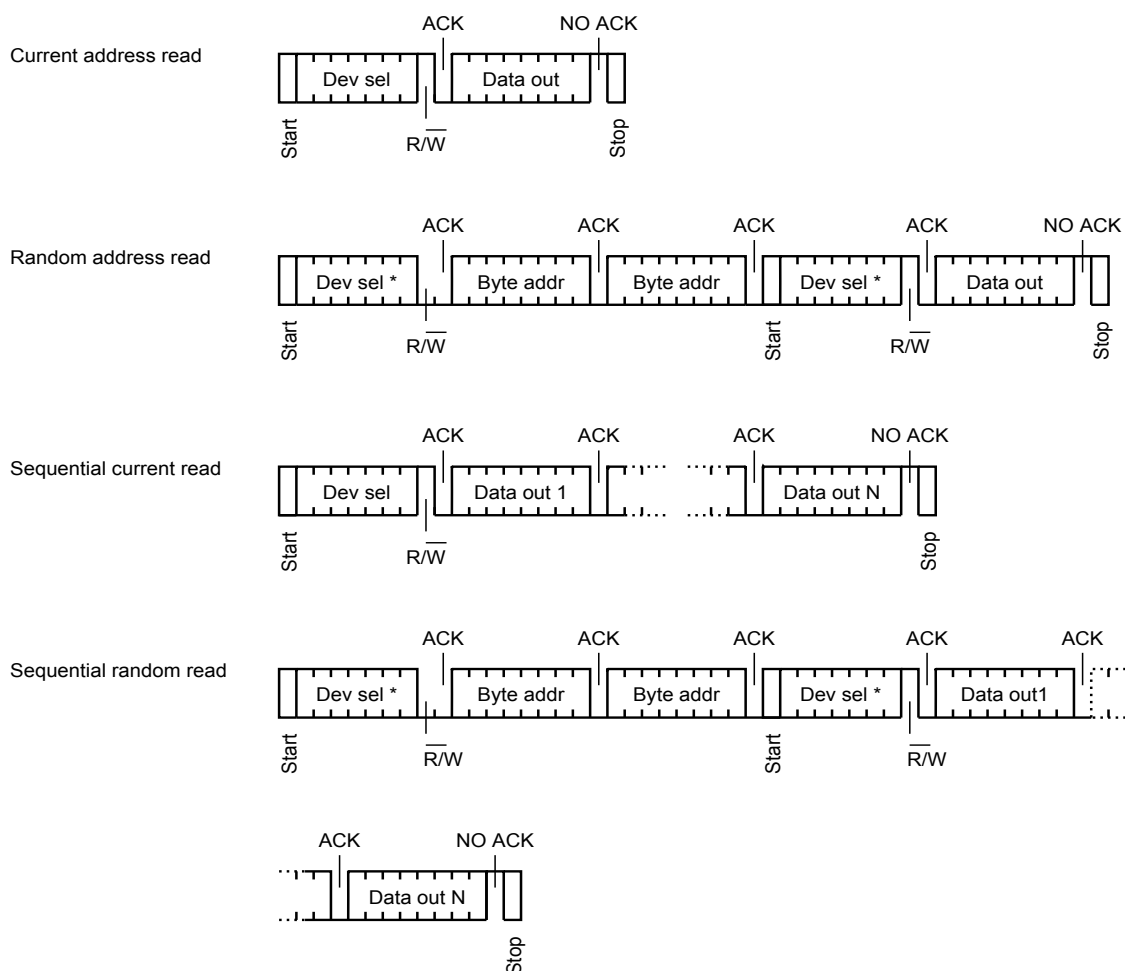 ACK NO ACK
Current address read
Dev sel Data out
Start R/W̅ Stop
ACK ACK ACK ACK NO ACK
Random address read
Dev sel * Byte addr Byte addr Dev sel * Data out
Start R/W̅ Start R/W̅ Stop
ACK ACK ACK NO ACK
Sequential current read
Dev sel Data out 1 Data out N
Start R/W̅ Stop
ACK ACK ACK ACK ACK
Sequential random read
Dev sel * Byte addr Byte addr Dev sel * Data out1
Start R̅/W Start R̅/W
ACK NO ACK
Data out N
Stop